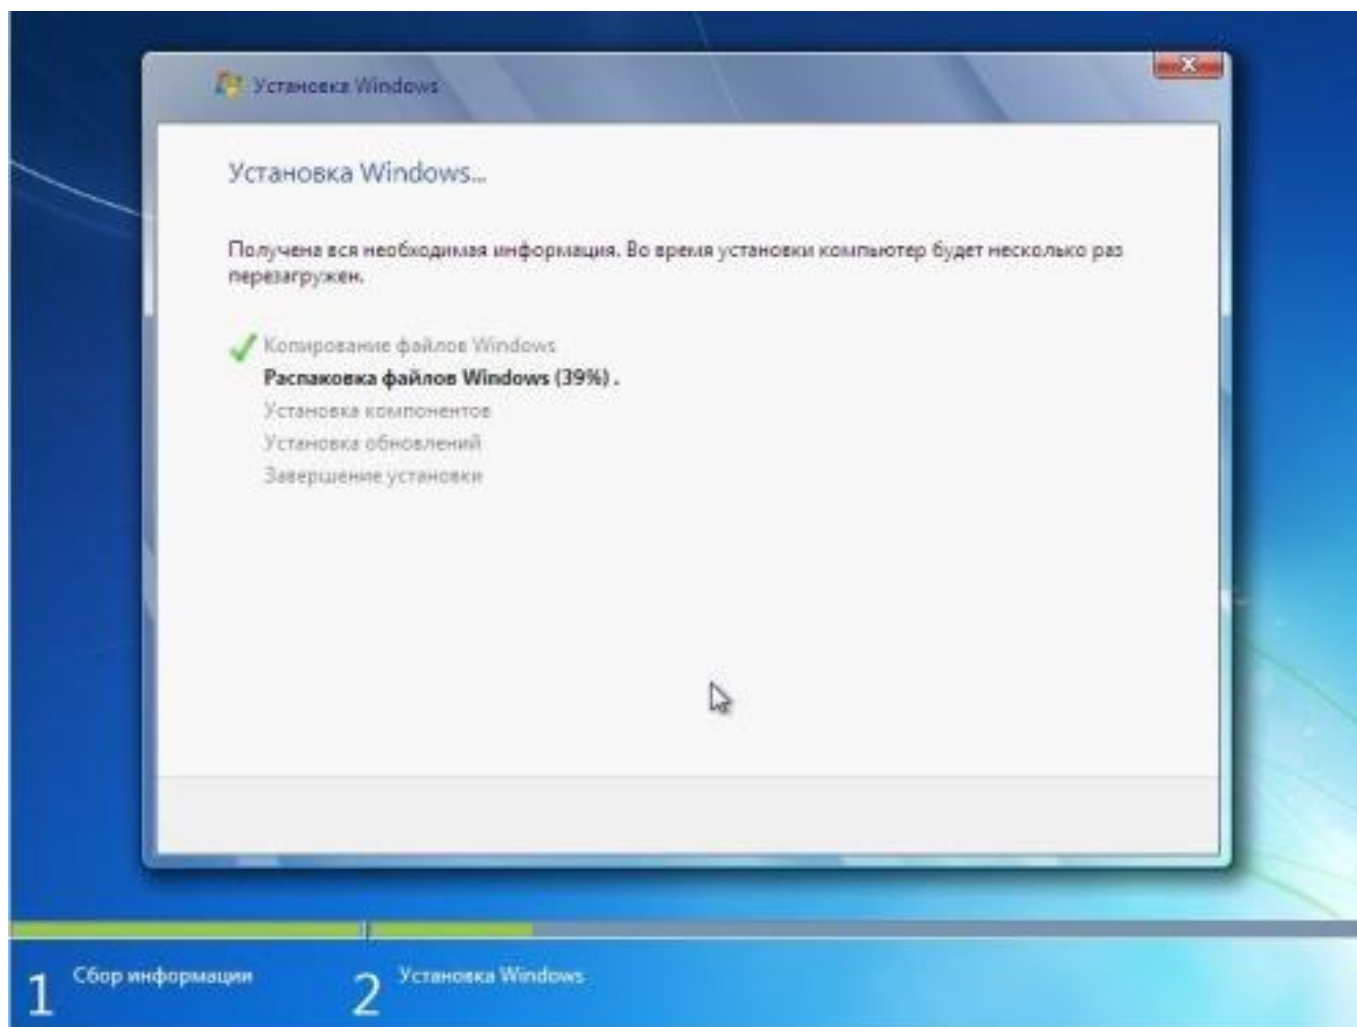 Установка Windows
Установка Windows...
Получена вся необходимая информация. Во время установки компьютер будет несколько раз
перезагружен.
Копирование файлов Windows
Распаковка файлов Windows (39%) .
Установка компонентов
Установка обновлений
Завершение установки
1 Сбор информации
2 Установка Windows